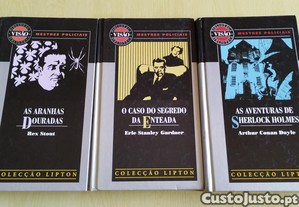 VISÃO
MESTRES POLICIAIS
AS ARANHAS
DOURADAS
Rex Stout
COLECÇÃO LIPTON
VISÃO
MESTRES POLICIAIS
O CASO DO SEGREDO
DA ENTEADA
Erle Stanley Gardner
COLECÇÃO LIPTON
VISÃO
MESTRES POLICIAIS
AS AVENTURAS DE
SHERLOCK HOLMES
Arthur Conan Doyle
COLECÇÃO LIPTON
CustoJusto.pt